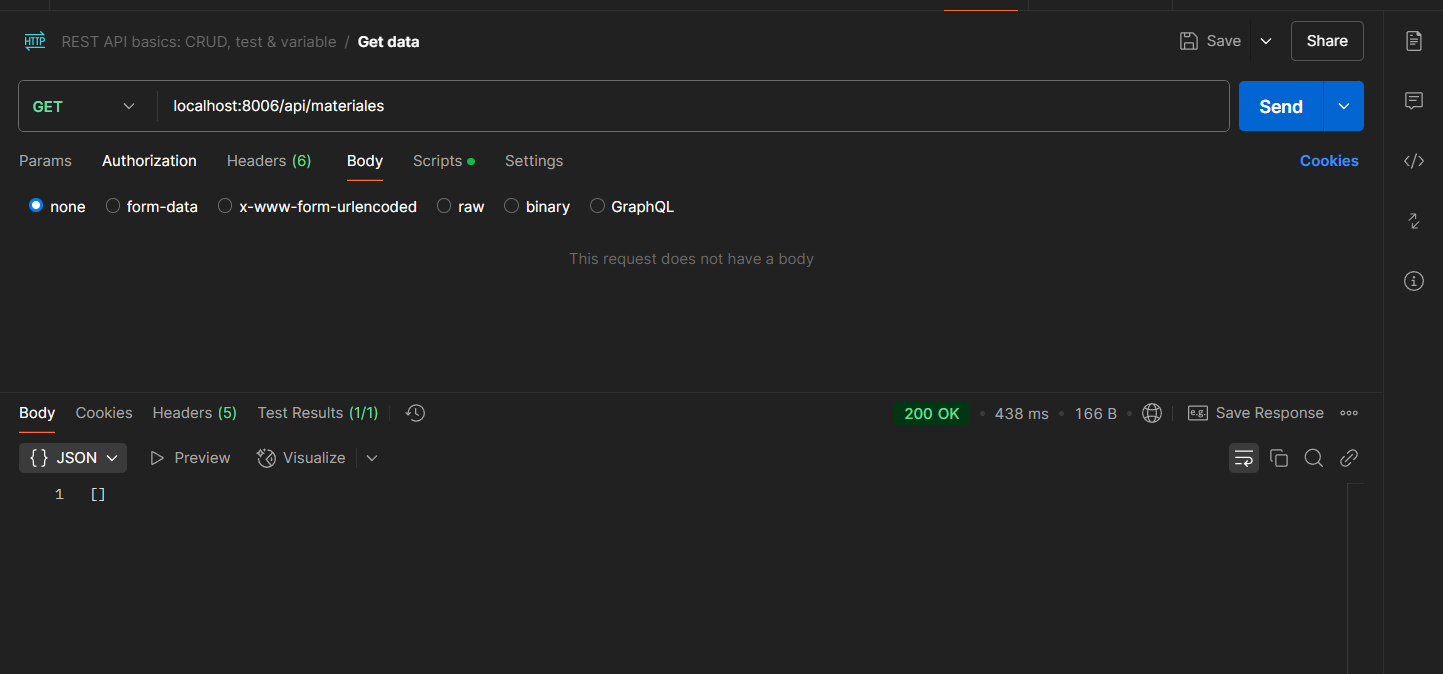 HTTP REST API basics: CRUD, test & variable / Get data Save Share
GET localhost:8006/api/materiales Send
Params Authorization Headers (6) Body Scripts Settings Cookies
none form-data x-www-form-urlencoded raw binary GraphQL
This request does not have a body
Body Cookies Headers (5) Test Results (1/1) 200 OK • 438 ms • 166 B • e.g. Save Response
{} JSON Preview Visualize
1 []